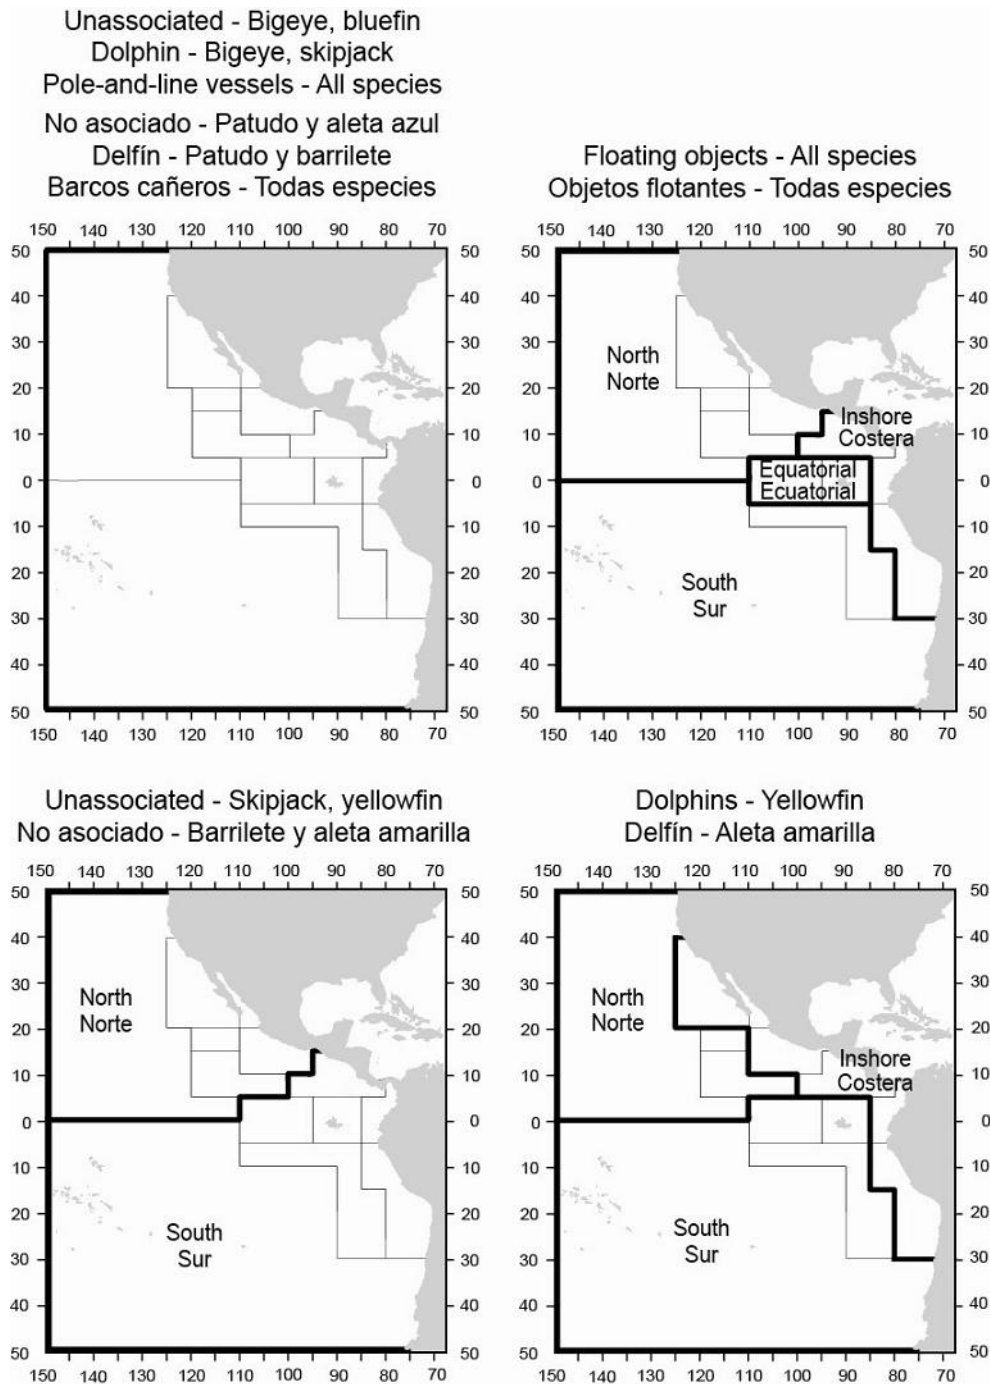 Unassociated - Bigeye, bluefin
Dolphin - Bigeye, skipjack
Pole-and-line vessels - All species
No asociado - Patudo y aleta azul
Delfín - Patudo y barrilete
Barcos cañeros - Todas especies
150 140 130 120 110 100 90 80 70
50 50
40 40
30 30
20 20
10 10
0 0
10 10
20 20
30 30
40 40
50 50
150 140 130 120 110 100 90 80 70
Floating objects - All species
Objetos flotantes - Todas especies
150 140 130 120 110 100 90 80 70
50 50
40 40
30 30
20 20
10 10
0 0
10 10
20 20
30 30
40 40
50 50
North
Norte
Inshore
Costera
Equatorial
Ecuatorial
South
Sur
150 140 130 120 110 100 90 80 70
Unassociated - Skipjack, yellowfin
No asociado - Barrilete y aleta amarilla
150 140 130 120 110 100 90 80 70
50 50
40 40
30 30
20 20
10 10
0 0
10 10
20 20
30 30
40 40
50 50
North
Norte
South
Sur
150 140 130 120 110 100 90 80 70
Dolphins - Yellowfin
Delfín - Aleta amarilla
150 140 130 120 110 100 90 80 70
50 50
40 40
30 30
20 20
10 10
0 0
10 10
20 20
30 30
40 40
50 50
North
Norte
Inshore
Costera
South
Sur
150 140 130 120 110 100 90 80 70